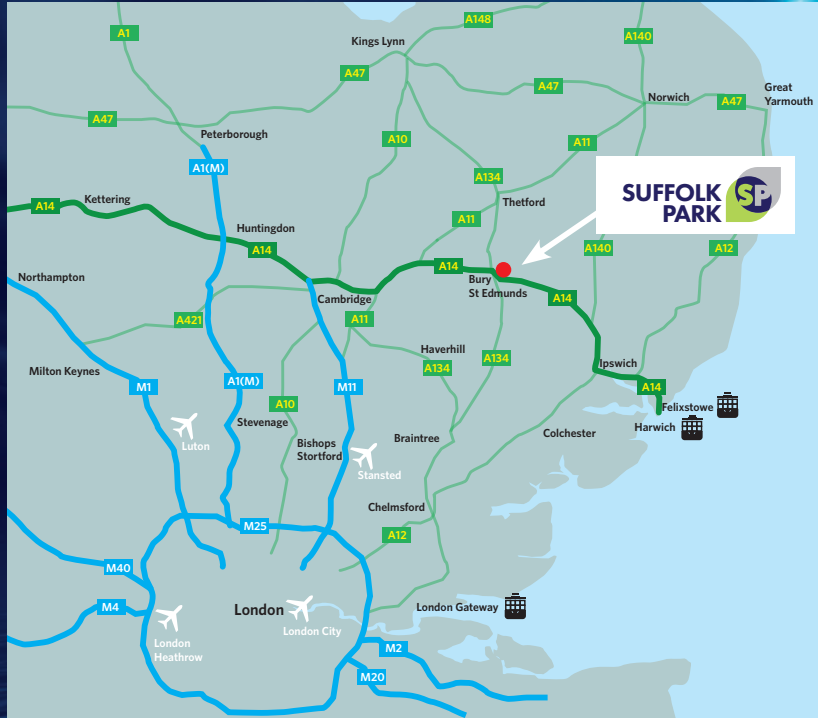 A1
A148
A140
Kings Lynn
A47
A47
Great
Yarmouth
Norwich
A47
A47
Peterborough
A10
A11
A1(M)
A134
SUFFOLK
PARK
SP
Kettering
A14
Thetford
A11
Huntingdon
A14
A140
A12
A14
Northampton
Bury
St Edmunds
Cambridge
A14
A421
A11
Haverhill
A134
A134
Ipswich
Milton Keynes
M1
A1(M)
M11
A14
A10
Felixstowe
Stevenage
Harwich
Luton
Bishops
Stortford
Braintree
Colchester
Stansted
Chelmsford
M25
A12
M40
M4
London
London Gateway
London City
London
Heathrow
M2
M20